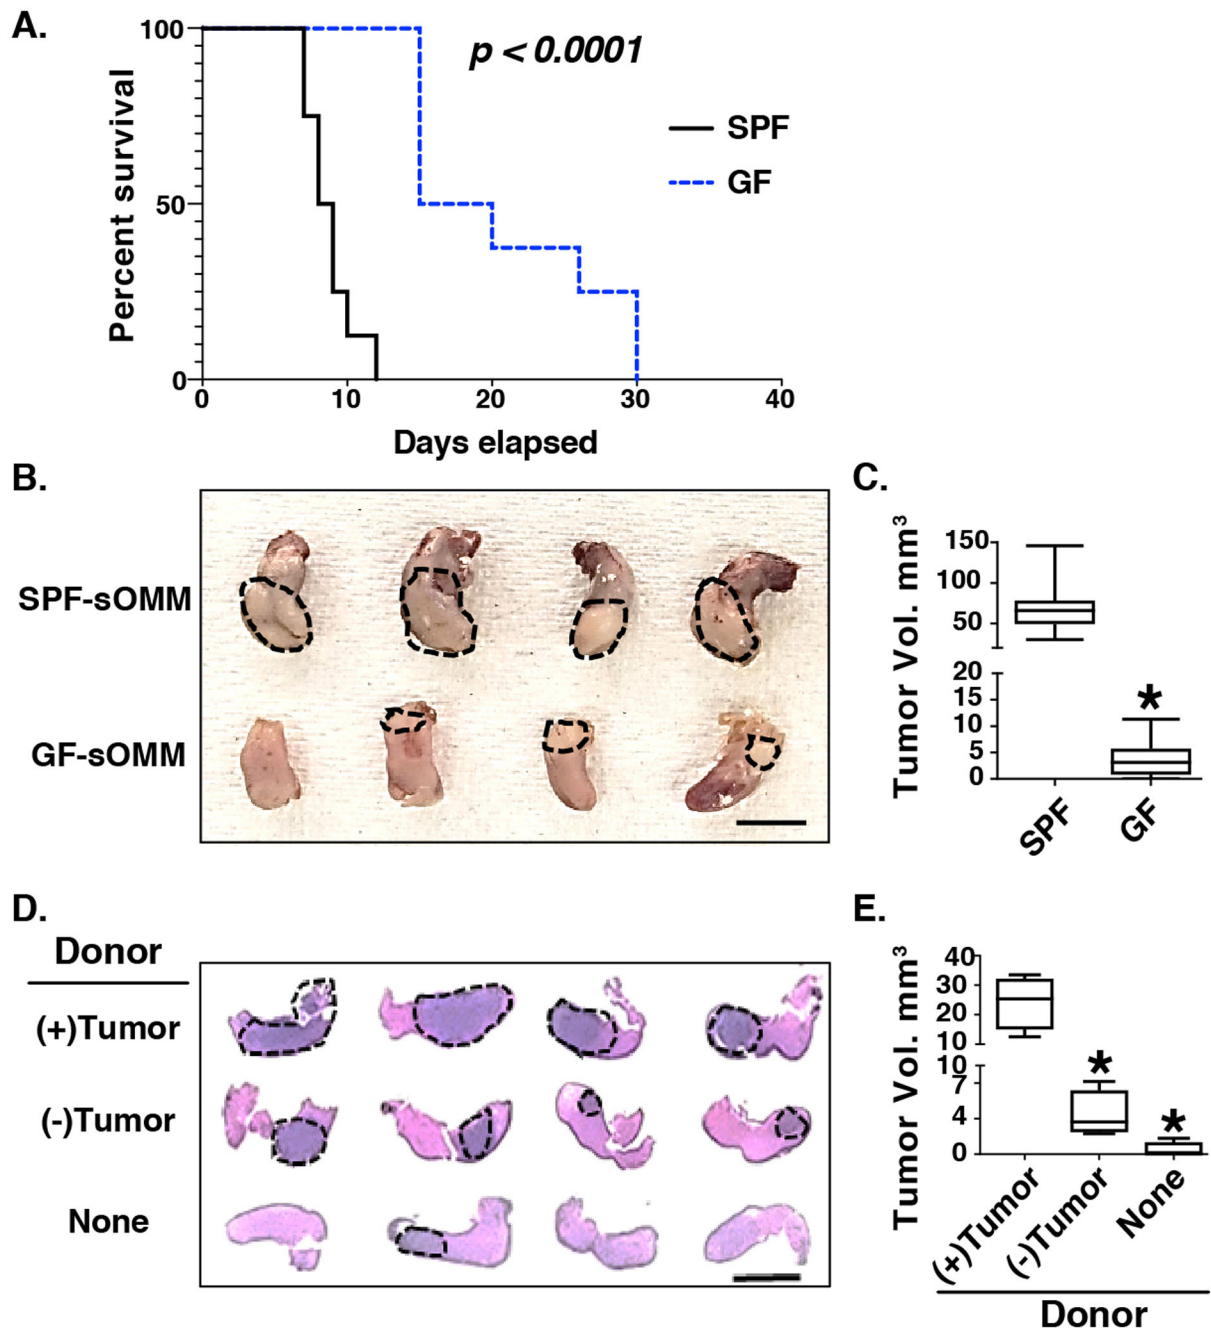 A.
100
50
0
Percent survival
p < 0.0001
SPF
GF
0 10 20 30 40
Days elapsed
B.
SPF-sOMM
GF-sOMM
C.
Tumor Vol. mm³
150
100
50
20
15
10
5
0
*
SPF
GF
D.
Donor
(+)Tumor
(-)Tumor
None
E.
Tumor Vol. mm³
40
30
20
10
10
7
4
0
*
*
(+)Tumor
(-)Tumor
None
Donor